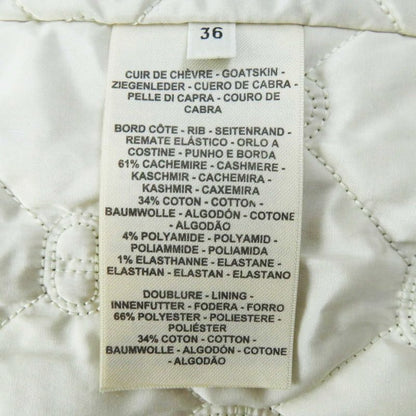 36
CUIR DE CHÈVRE - GOATSKIN -
ZIEGENLEDER - CUERO DE CABRA -
PELLE DI CAPRA - COURO DE
CABRA
BORD CÔTE - RIB - SEITENRAND -
REMATE ELÁSTICO - ORLO A
COSTINE - PUNHO E BORDA
61% CACHEMIRE - CASHMERE -
KASCHMIR - CACHEMIRA -
KASHMIR - CAXEMIRA
34% COTON - COTTON -
BAUMWOLLE - ALGODÓN - COTONE
- ALGODÃO
4% POLYAMIDE - POLYAMID -
POLIAMMIDE - POLIAMIDA
1% ELASTHANNE - ELASTANE -
ELASTHAN - ELASTAN - ELASTANO
DOUBLURE - LINING -
INNENFUTTER - FODERA - FORRO
66% POLYESTER - POLIESTERE -
POLIÉSTER
34% COTON - COTTON -
BAUMWOLLE - ALGODÓN - COTONE
- ALGODÃO